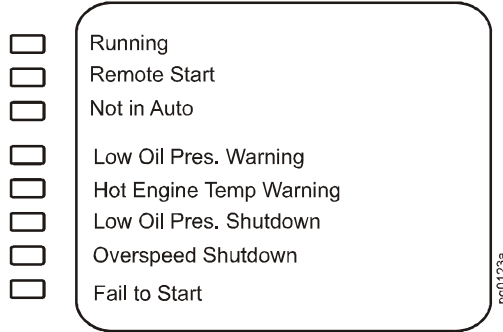 Running
Remote Start
Not in Auto
Low Oil Pres. Warning
Hot Engine Temp Warning
Low Oil Pres. Shutdown
Overspeed Shutdown
Fail to Start
pc0123a